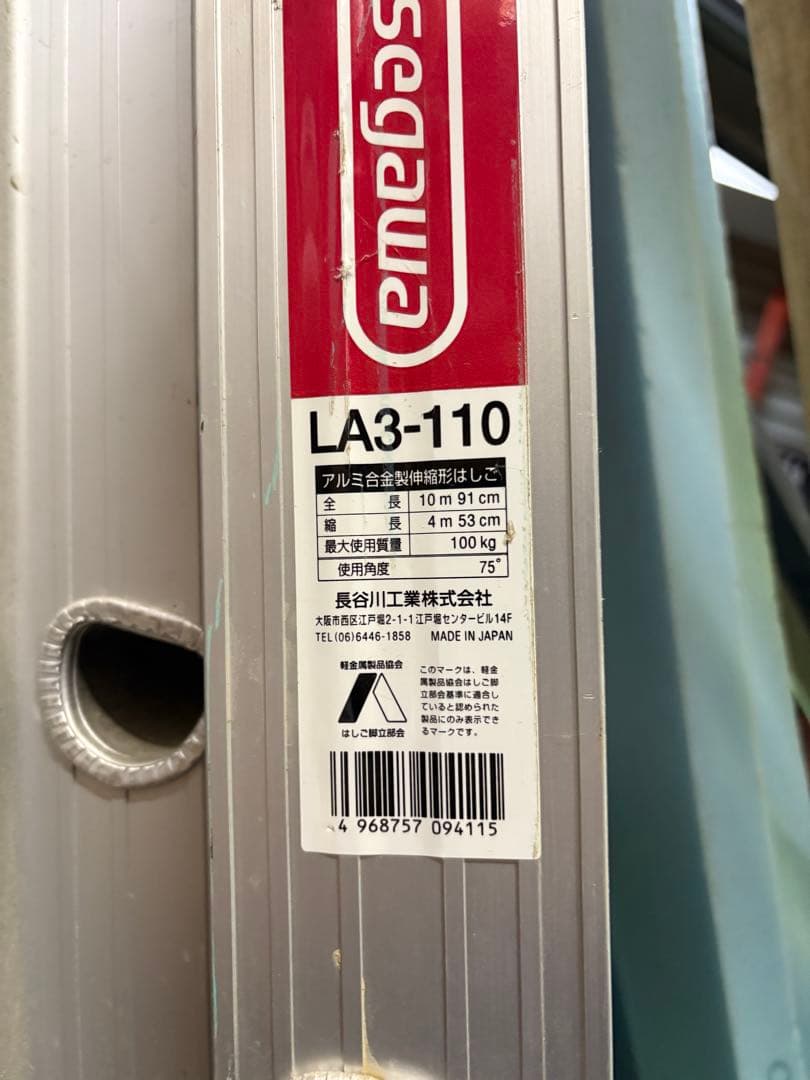 segawa
LA3-110
アルミ合金製伸縮形はしご
全長 10m 91cm
縮長 4m 53cm
最大使用質量 100kg
使用角度 75°
長谷川工業株式会社
大阪市西区江戸堀2-1-1江戸堀センタービル14F
TEL(06)6446-1858 MADE IN JAPAN
軽金属製品協会
はしご脚立部会
このマークは、軽金
属製品協会はしご脚
立部会基準に適合し
ていると認められた
製品にのみ表示でき
るマークです。
4 968757 094115